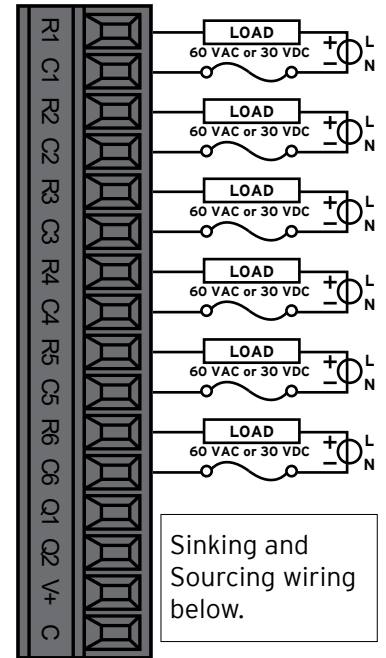 R1
LOAD
60 VAC or 30 VDC
+ L
C1
− N
R2
LOAD
60 VAC or 30 VDC
+ L
C2
− N
R3
LOAD
60 VAC or 30 VDC
+ L
C3
− N
R4
LOAD
60 VAC or 30 VDC
+ L
C4
− N
R5
LOAD
60 VAC or 30 VDC
+ L
C5
− N
R6
LOAD
60 VAC or 30 VDC
+ L
C6
− N
Q1
Q2
V+
C
Sinking and
Sourcing wiring
below.